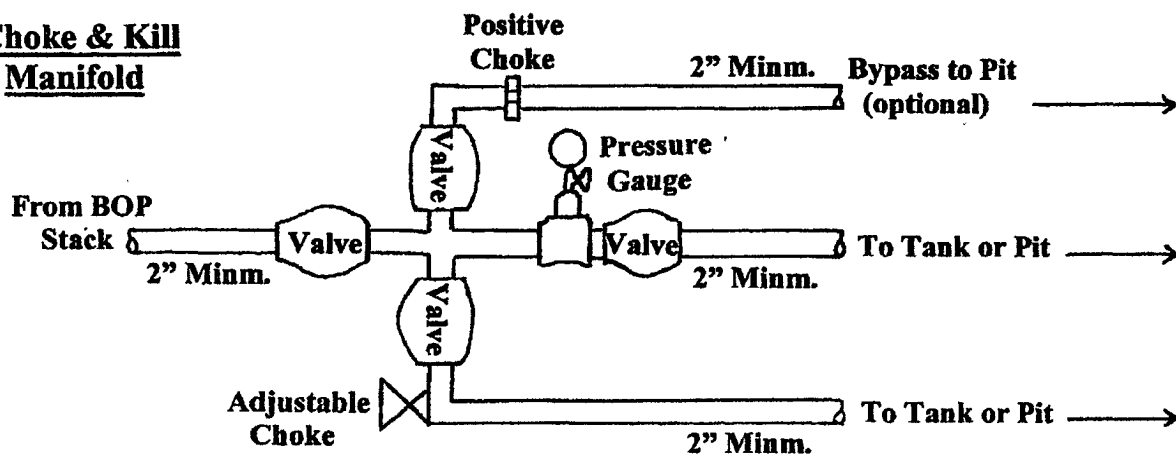 hoke & Kill
Manifold
Positive
Choke
2" Minm.
Bypass to Pit
(optional)
Valve
Pressure
Gauge
From BOP
Stack
Valve
Valve
To Tank or Pit
2" Minm.
2" Minm.
Valve
Adjustable
Choke
To Tank or Pit
2" Minm.